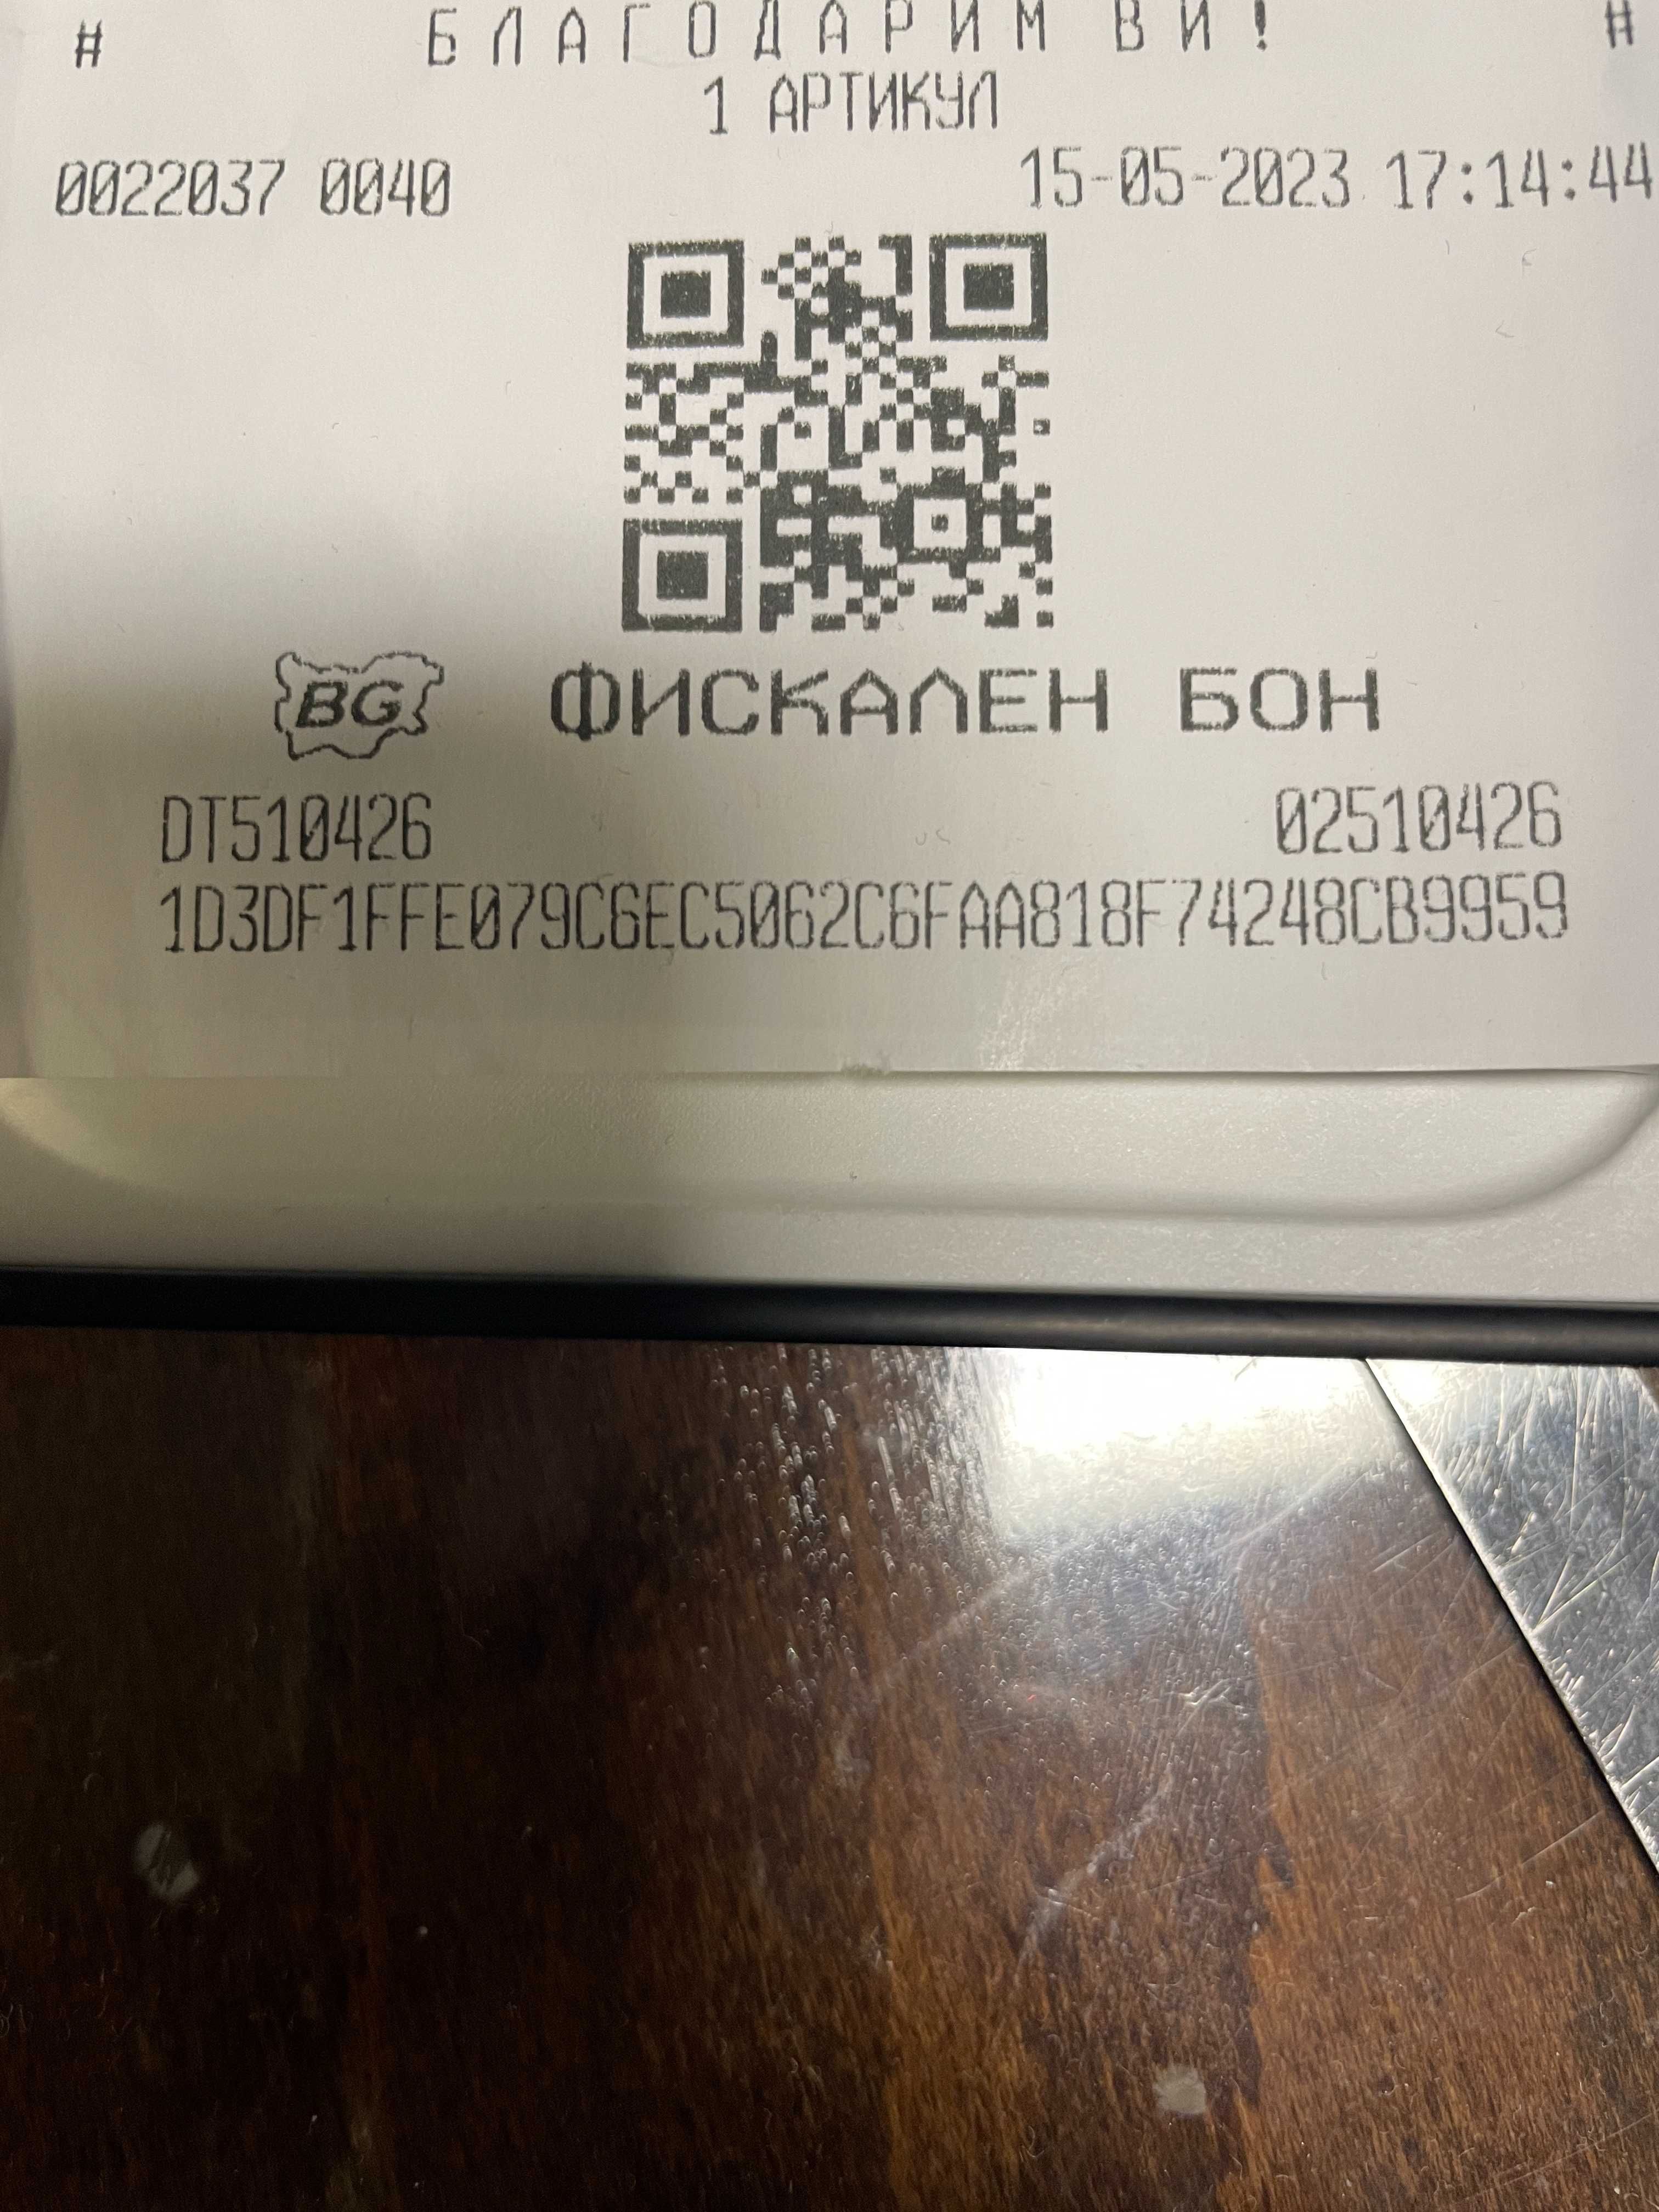 # БЛАГОДАРИМ ВИ! #
1 АРТИКУЛ
0022037 0040 15-05-2023 17:14:44
BG ФИСКАЛЕН БОН
DT510426 02510426
1D3DF1FFE079C6EC5062C6FAA818F74248CB9959